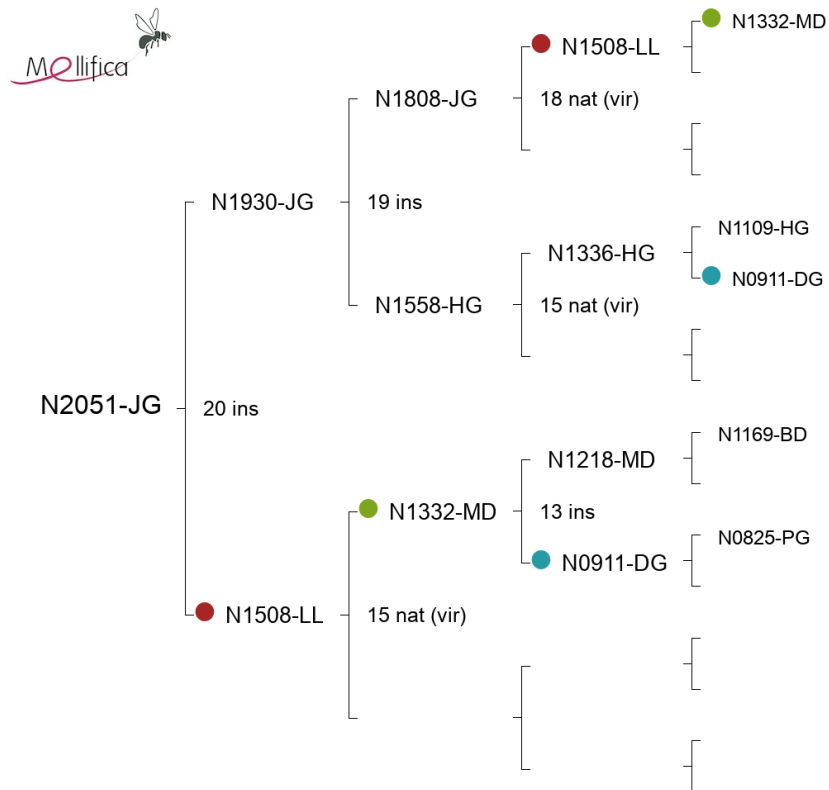 Mellifica
N1332-MD
N1508-LL
N1808-JG
18 nat (vir)
N1930-JG
19 ins
N1109-HG
N1336-HG
N0911-DG
N1558-HG
15 nat (vir)
N2051-JG
20 ins
N1169-BD
N1218-MD
N1332-MD
13 ins
N0825-PG
N0911-DG
N1508-LL
15 nat (vir)